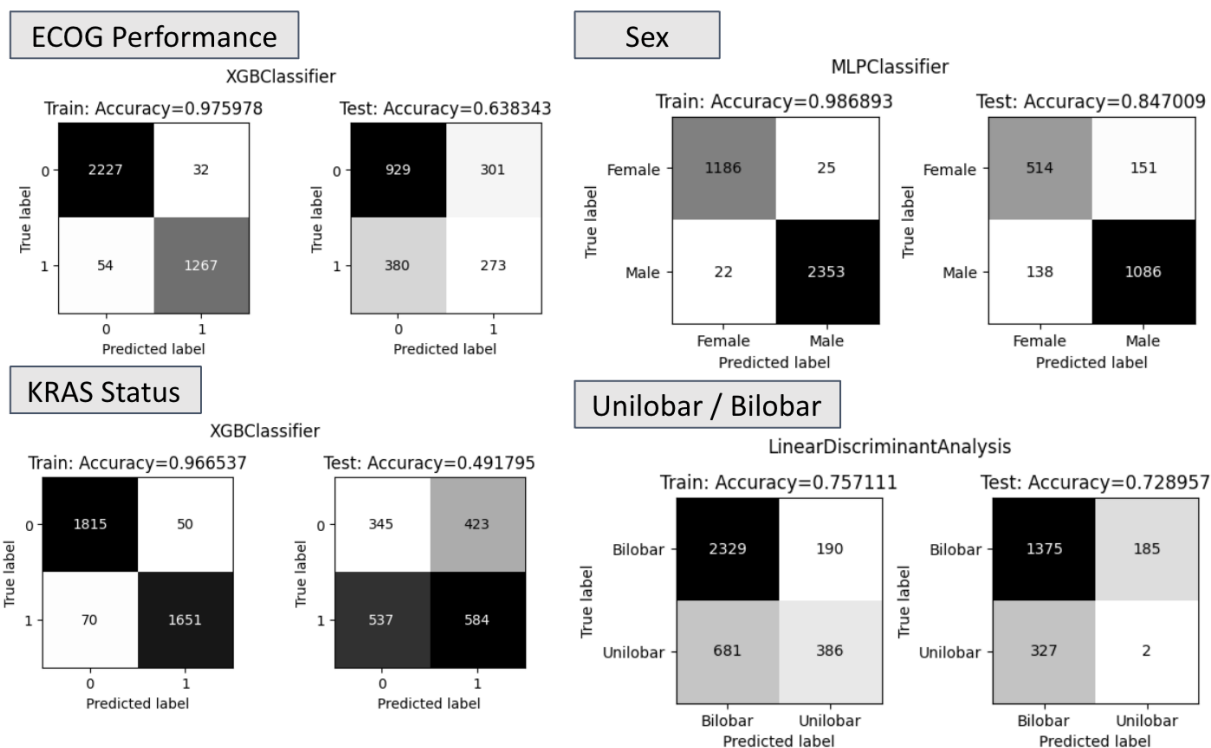 ECOG Performance
XGBClassifier
Train: Accuracy=0.975978
Test: Accuracy=0.638343
True label
0
2227
32
1
54
1267
0
1
Predicted label
True label
0
929
301
1
380
273
0
1
Predicted label
Sex
MLPClassifier
Train: Accuracy=0.986893
Test: Accuracy=0.847009
True label
Female
1186
25
Male
22
2353
Female
Male
Predicted label
True label
Female
514
151
Male
138
1086
Female
Male
Predicted label
KRAS Status
XGBClassifier
Train: Accuracy=0.966537
Test: Accuracy=0.491795
True label
0
1815
50
1
70
1651
0
1
Predicted label
True label
0
345
423
1
537
584
0
1
Predicted label
Unilobar / Bilobar
LinearDiscriminantAnalysis
Train: Accuracy=0.757111
Test: Accuracy=0.728957
True label
Bilobar
2329
190
Unilobar
681
386
Bilobar
Unilobar
Predicted label
True label
Bilobar
1375
185
Unilobar
327
2
Bilobar
Unilobar
Predicted label